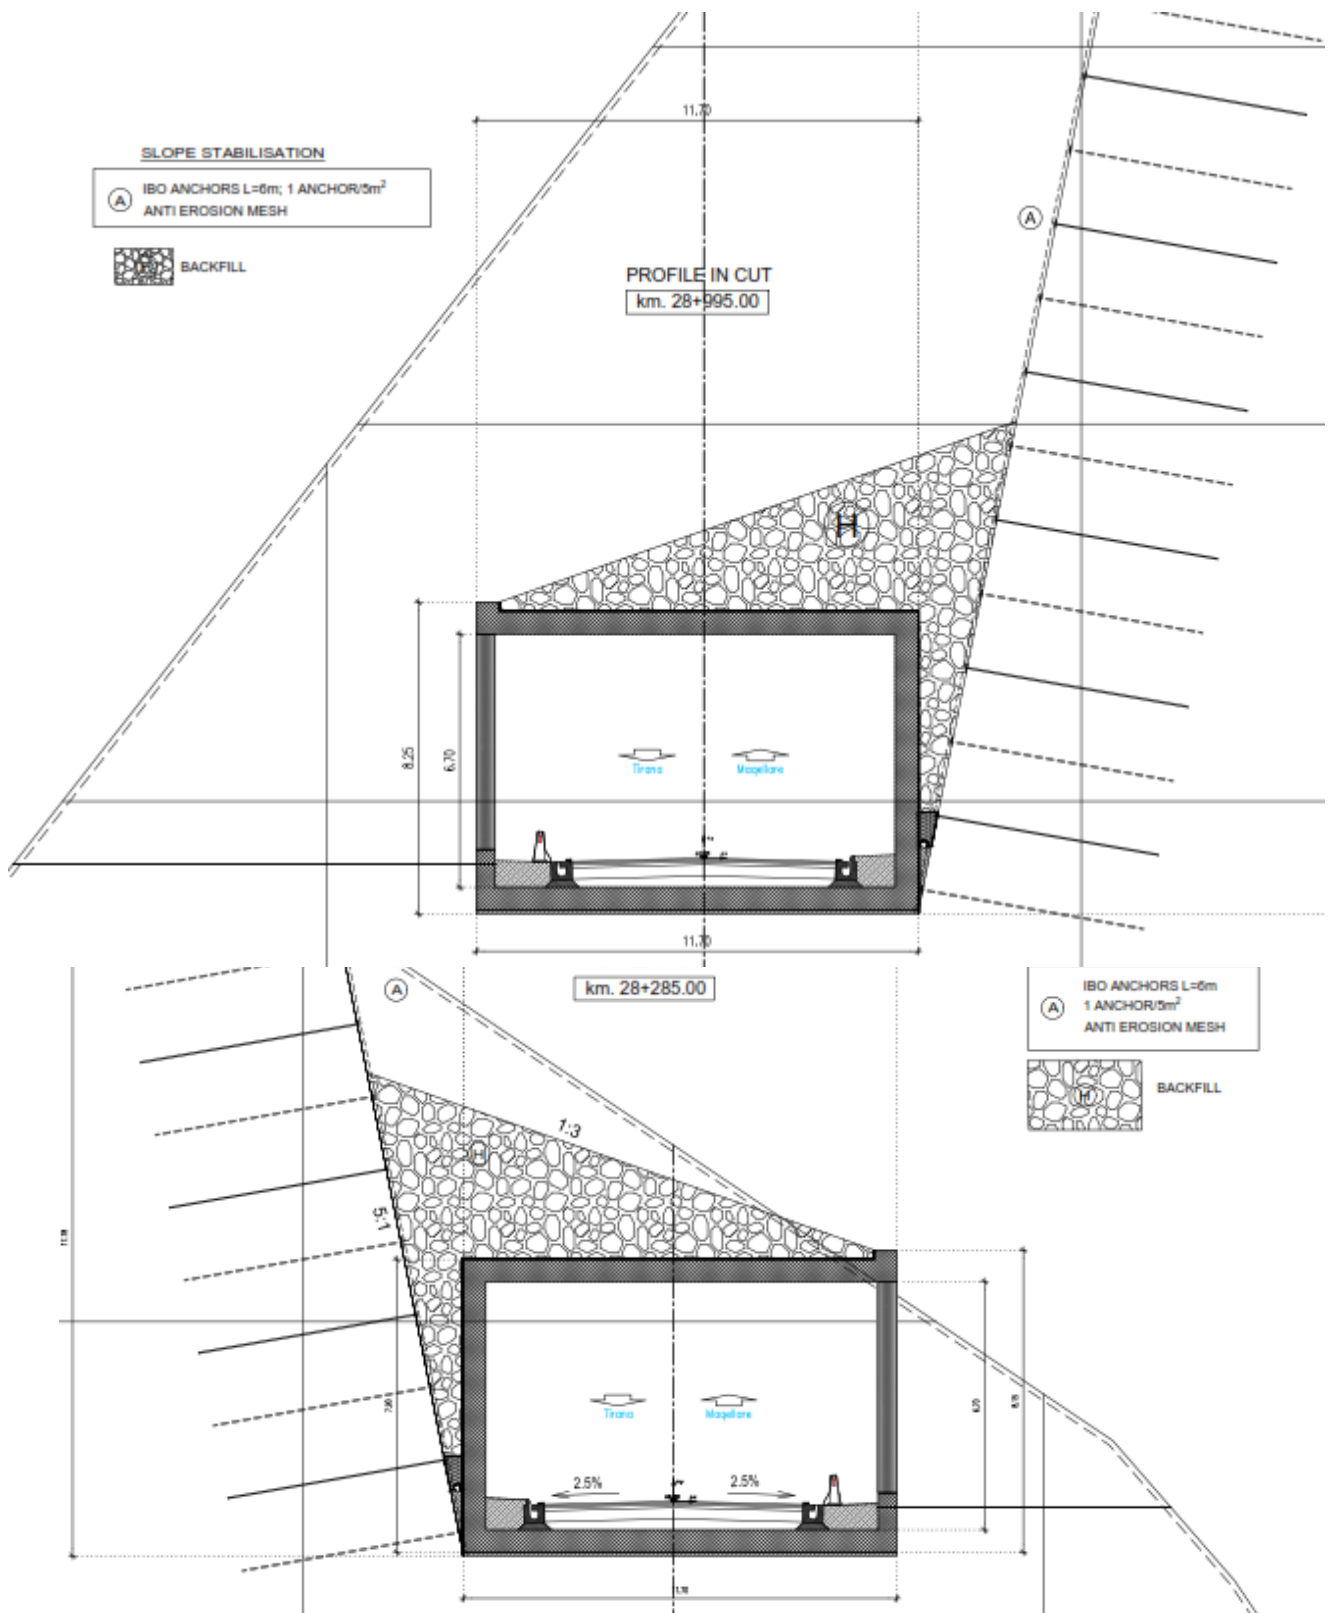 11.70
SLOPE STABILISATION
A
IBO ANCHORS L=6m; 1 ANCHOR/5m²
ANTI EROSION MESH
A
BACKFILL
PROFILE IN CUT
km. 28+995.00
H
8.25
6.70
Tirana
11.70
km. 28+285.00
A
A
IBO ANCHORS L=6m
1 ANCHOR/5m²
ANTI EROSION MESH
H
BACKFILL
1:3
H
5:1
Tirana
2.5%
2.5%